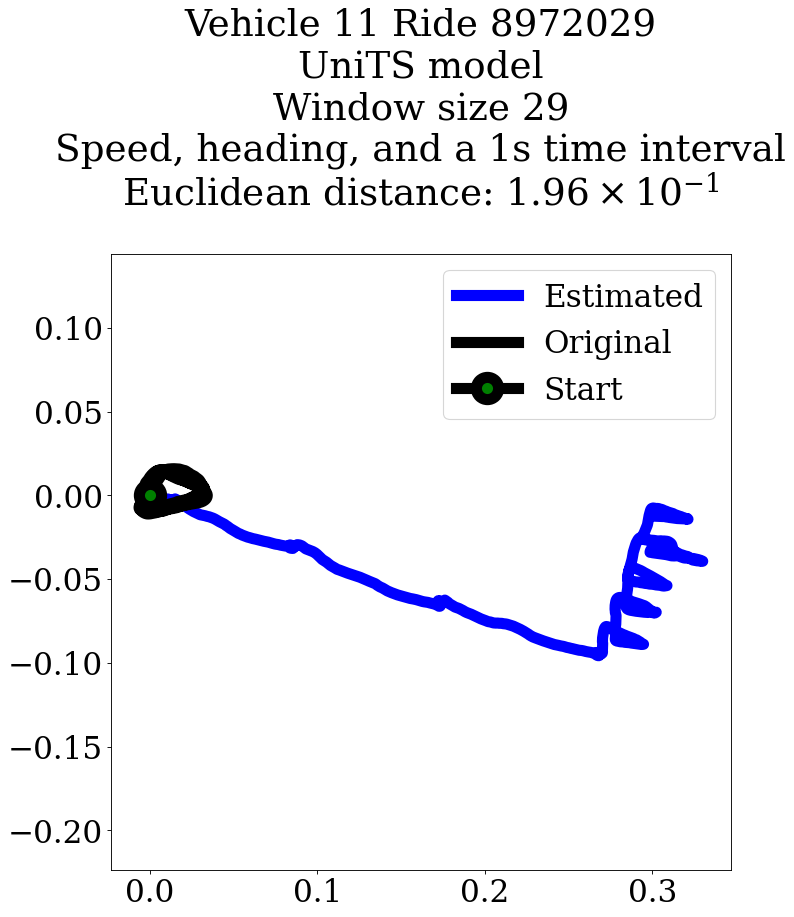 Vehicle 11 Ride 8972029
UniTS model
Window size 29
Speed, heading, and a 1s time interval
Euclidean distance: $1.96 \times 10^{-1}$
Estimated
Original
Start
0.10
0.05
0.00
−0.05
−0.10
−0.15
−0.20
0.0 0.1 0.2 0.3